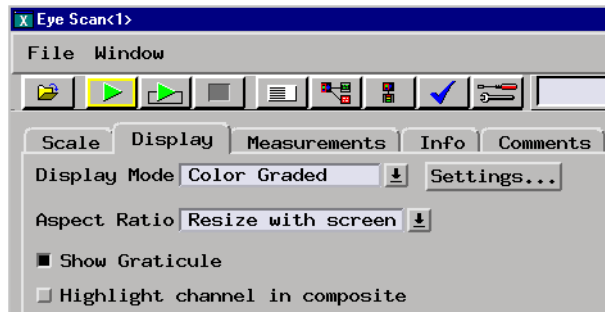 Eye Scan<1>
File Window
Scale Display Measurements Info Comments
Display Mode Color Graded Settings...
Aspect Ratio Resize with screen
Show Graticule
Highlight channel in composite